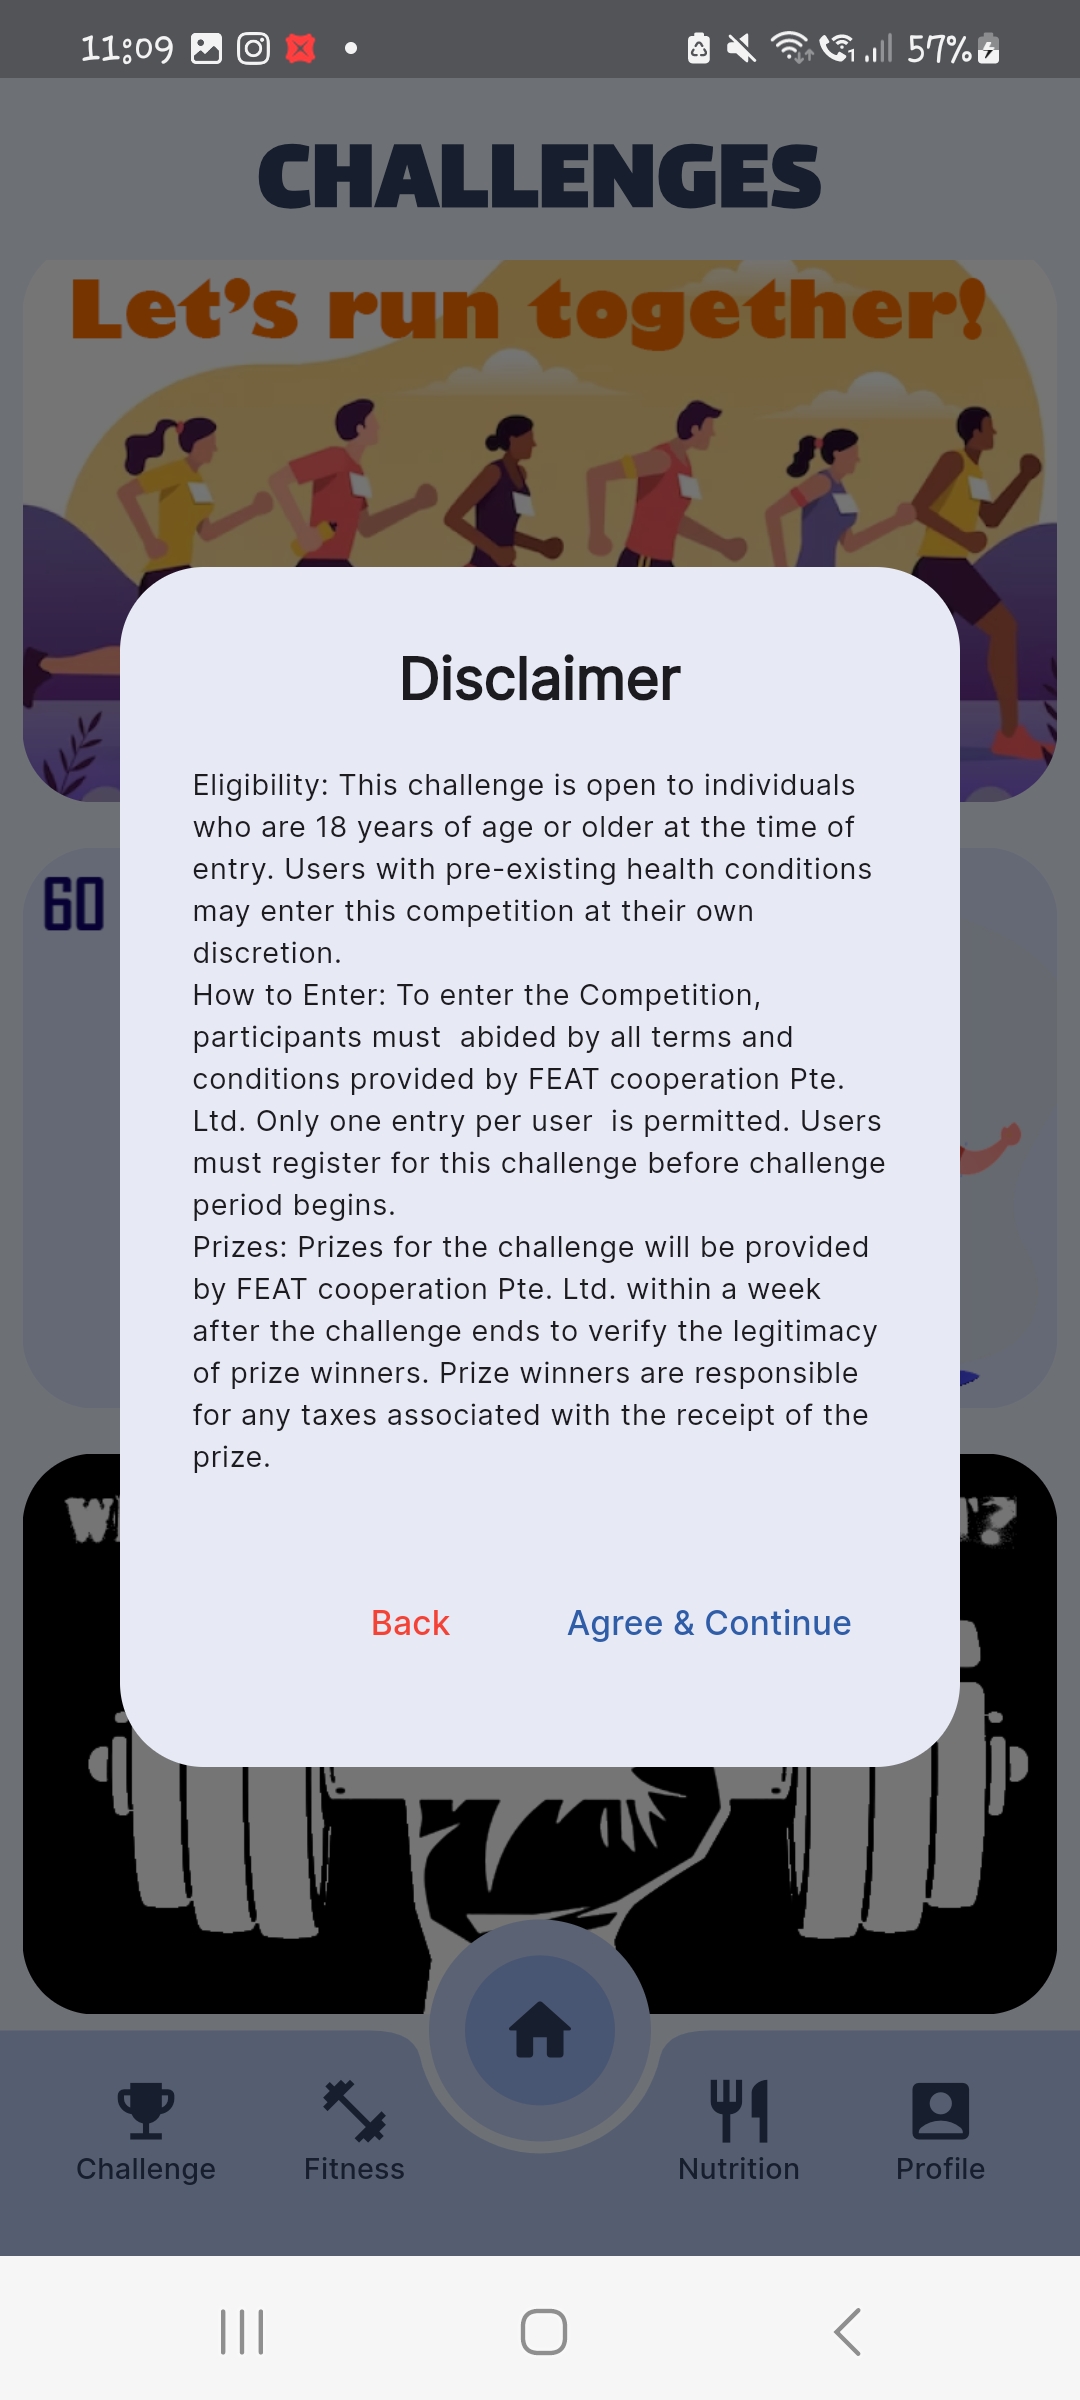 11:09
1 57%
CHALLENGES
Let's run together!
60
Disclaimer
Eligibility: This challenge is open to individuals
who are 18 years of age or older at the time of
entry. Users with pre-existing health conditions
may enter this competition at their own
discretion.
How to Enter: To enter the Competition,
participants must  abided by all terms and
conditions provided by FEAT cooperation Pte.
Ltd. Only one entry per user  is permitted. Users
must register for this challenge before challenge
period begins.
Prizes: Prizes for the challenge will be provided
by FEAT cooperation Pte. Ltd. within a week
after the challenge ends to verify the legitimacy
of prize winners. Prize winners are responsible
for any taxes associated with the receipt of the
prize.
Back Agree & Continue
Challenge Fitness Nutrition Profile